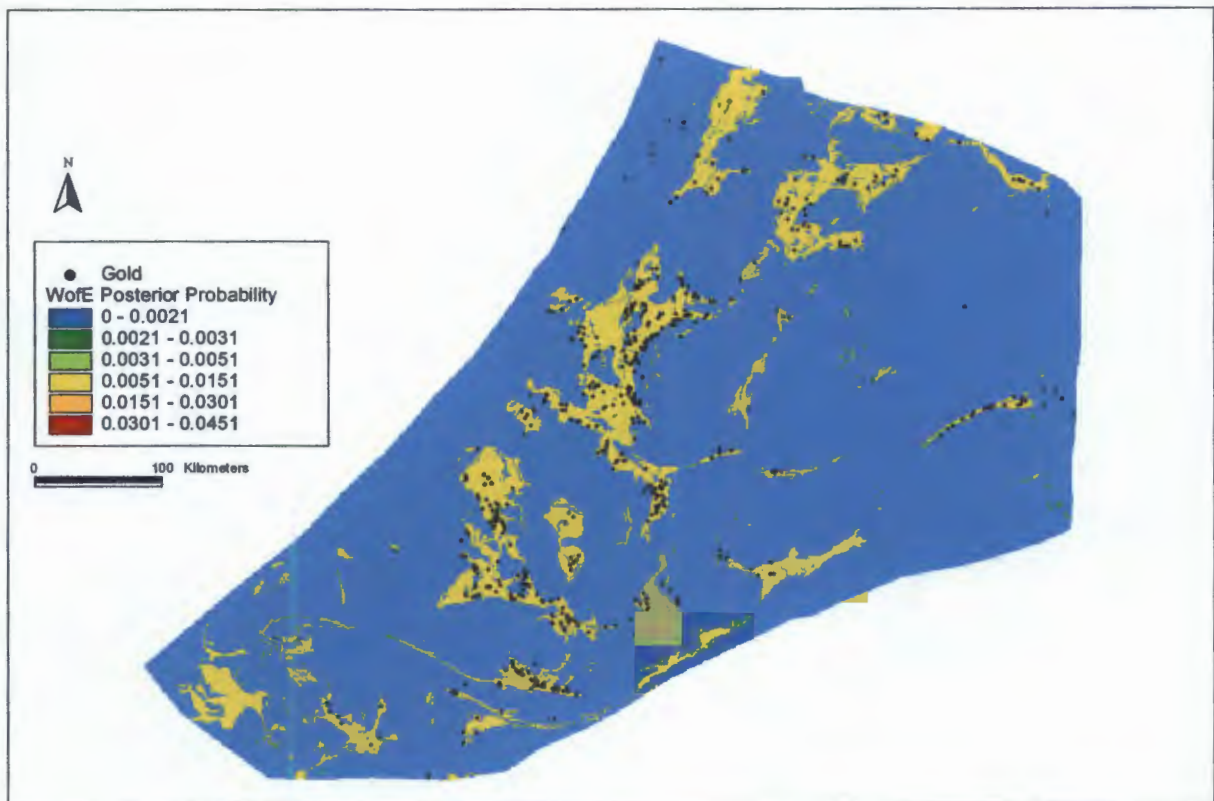 N
Gold
WofE Posterior Probability
0 - 0.0021
0.0021 - 0.0031
0.0031 - 0.0051
0.0051 - 0.0151
0.0151 - 0.0301
0.0301 - 0.0451
0 100 Kilometers